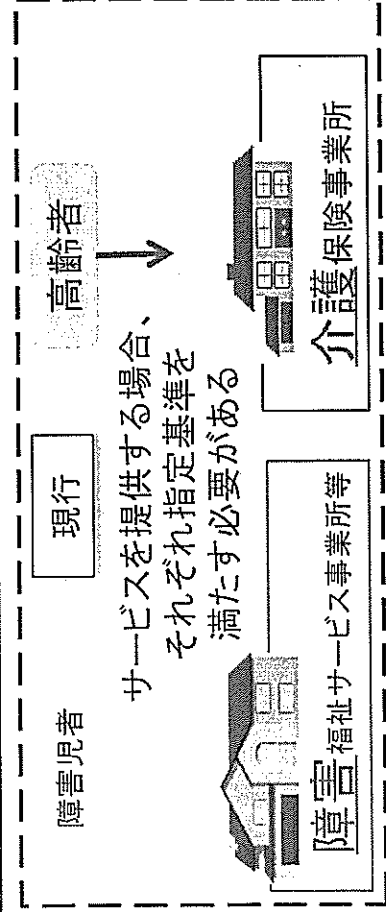 現行
障害児者
高齢者
サービスを提供する場合、
それぞれ指定基準を
満たす必要がある
障害福祉サービス事業所等
介護保険事業所